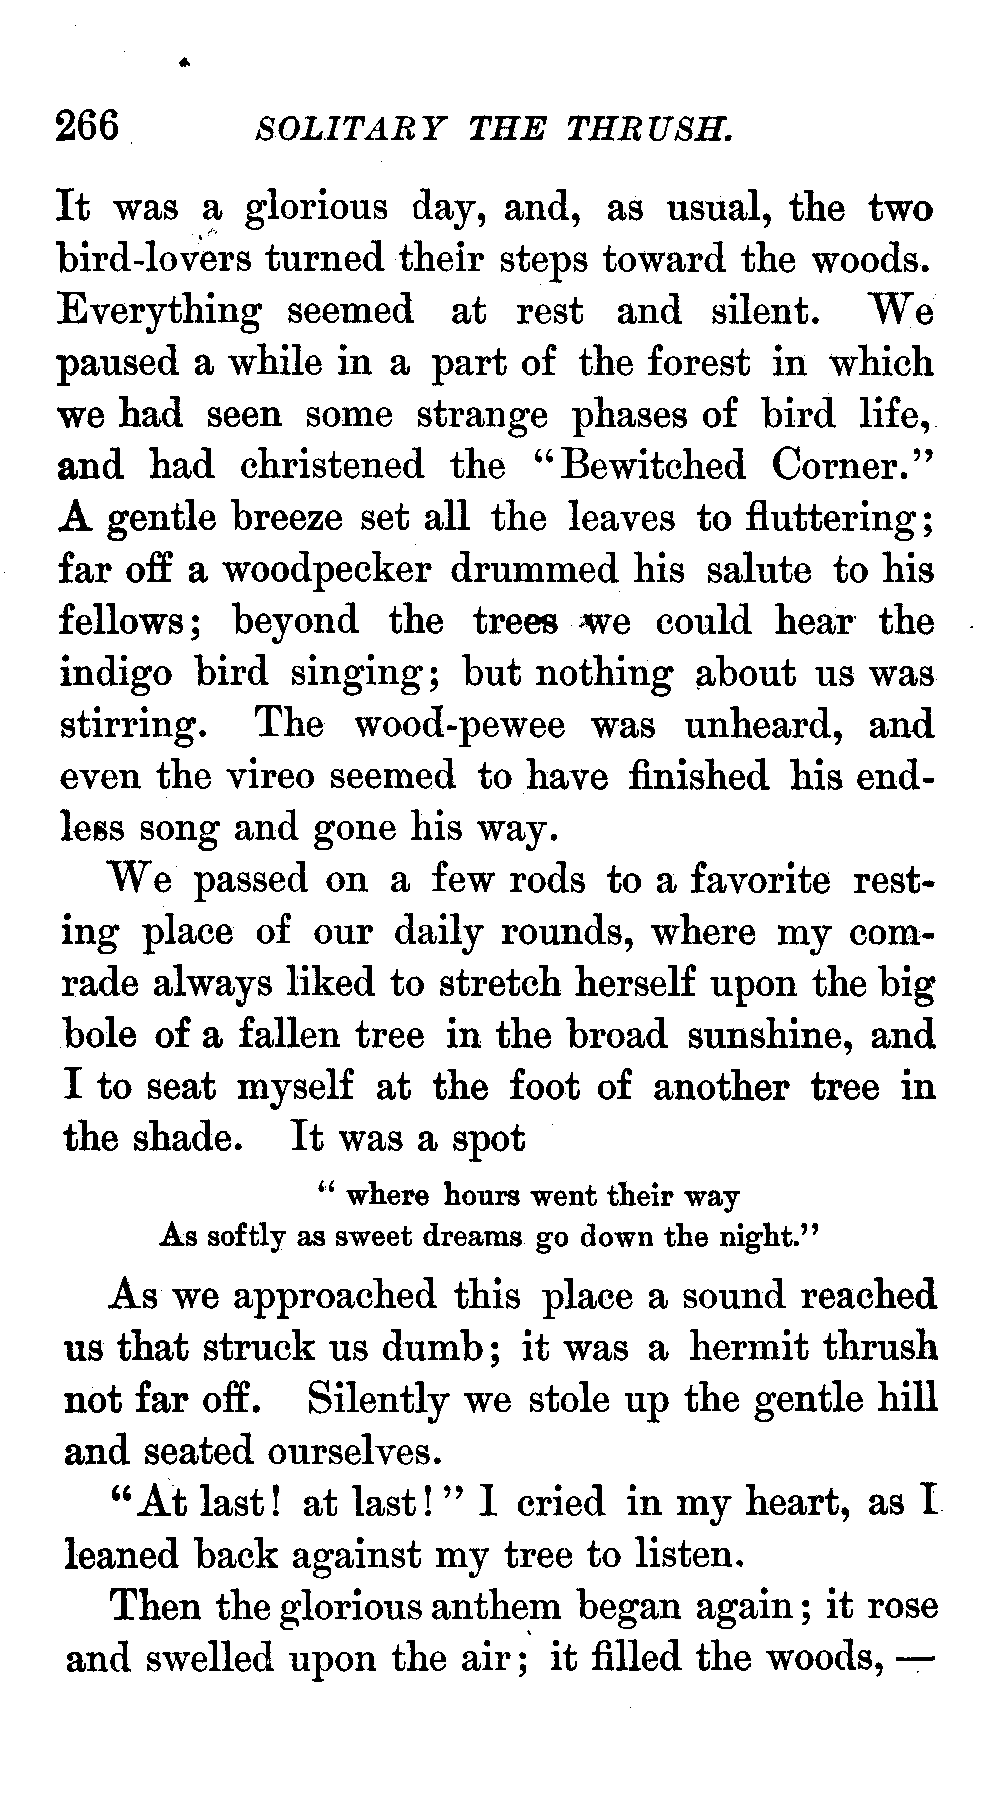 266 SOLITARY THE THRUSH.
It was a glorious day, and, as usual, the two
bird-lovers turned their steps toward the woods.
Everything seemed at rest and silent. We
paused a while in a part of the forest in which
we had seen some strange phases of bird life,
and had christened the "Bewitched Corner."
A gentle breeze set all the leaves to fluttering;
far off a woodpecker drummed his salute to his
fellows; beyond the trees we could hear the
indigo bird singing; but nothing about us was
stirring. The wood-pewee was unheard, and
even the vireo seemed to have finished his end-
less song and gone his way.
We passed on a few rods to a favorite rest-
ing place of our daily rounds, where my com-
rade always liked to stretch herself upon the big
bole of a fallen tree in the broad sunshine, and
I to seat myself at the foot of another tree in
the shade. It was a spot
"where hours went their way
As softly as sweet dreams go down the night."
As we approached this place a sound reached
us that struck us dumb; it was a hermit thrush
not far off. Silently we stole up the gentle hill
and seated ourselves.
"At last! at last!" I cried in my heart, as I
leaned back against my tree to listen.
Then the glorious anthem began again; it rose
and swelled upon the air; it filled the woods, —